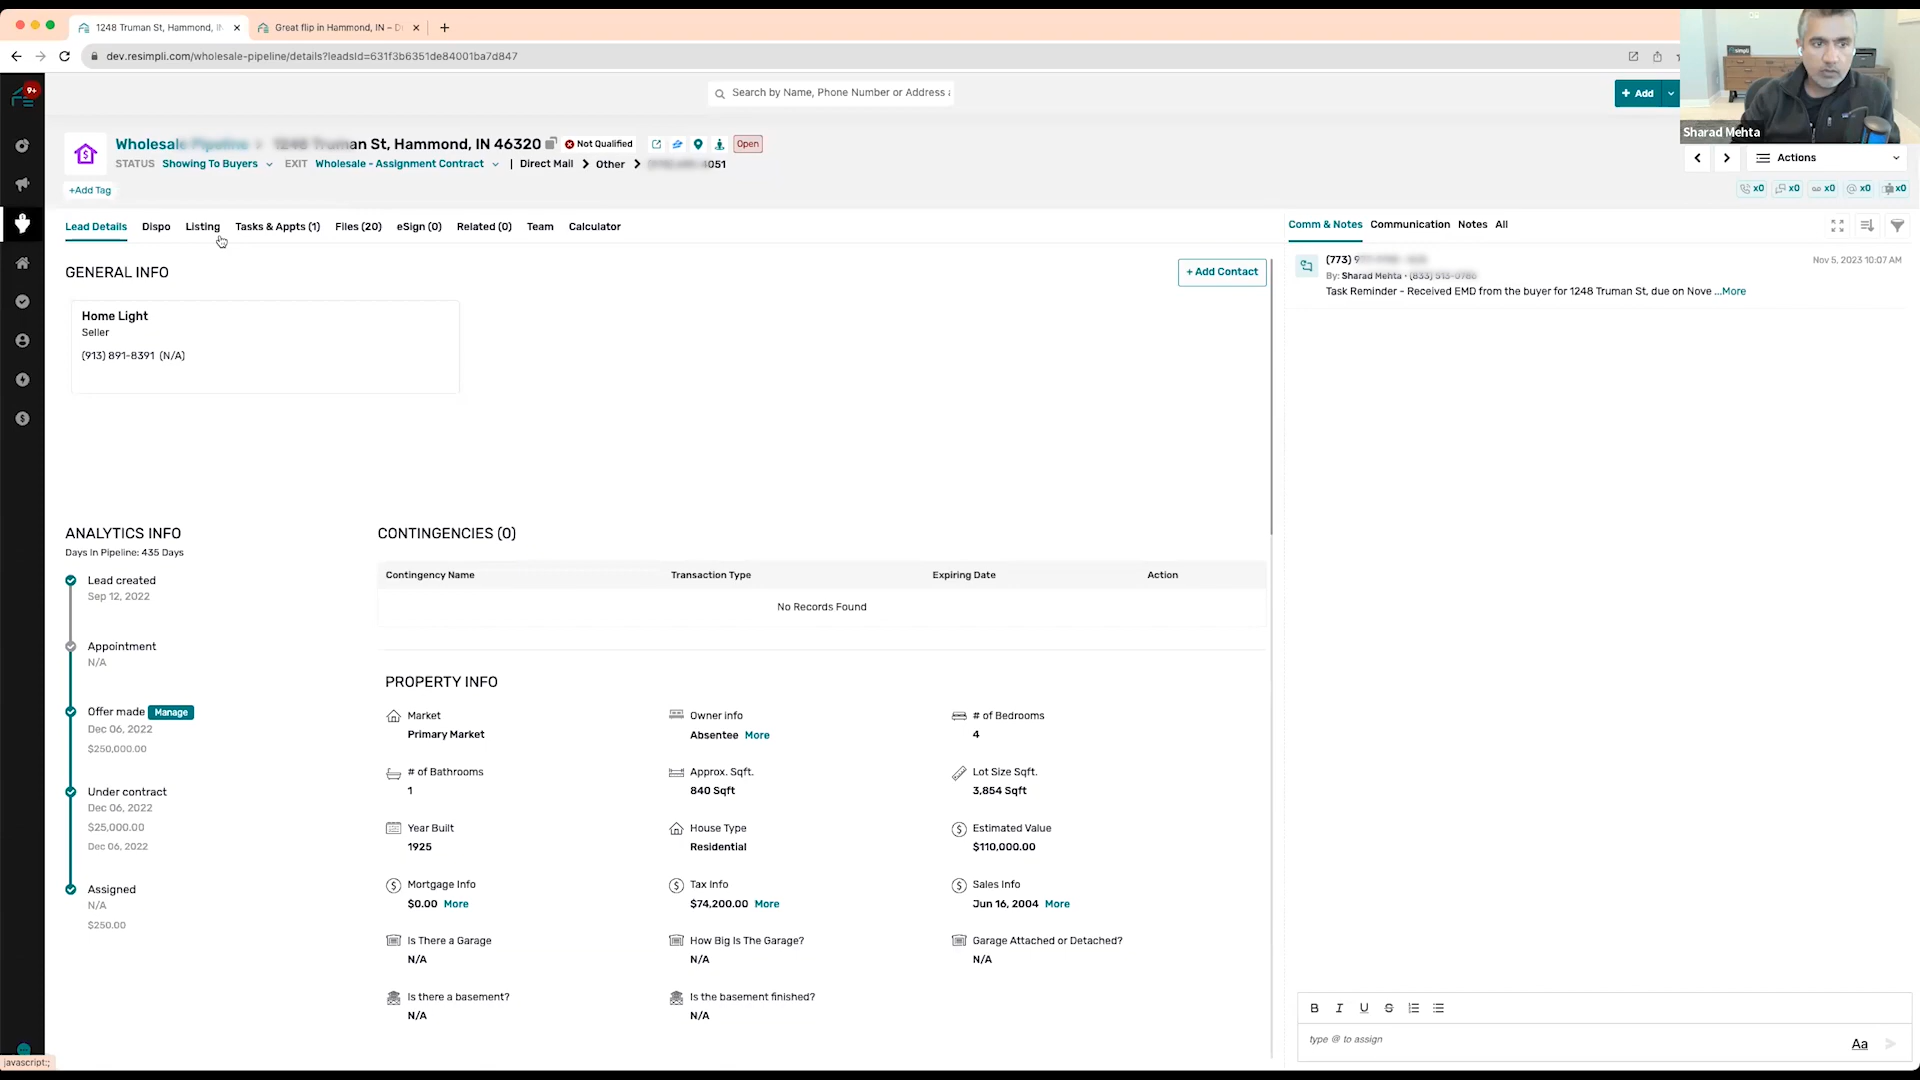 1248 Truman St, Hammond, IN
Great flip in Hammond, IN – D
dev.resimpli.com/wholesale-pipeline/details?leadsId=631f3b6351de84001ba7d847
9+
Search by Name, Phone Number or Address
+ Add
Sharad Mehta
Wholesale Pipeline 1248 Truman St, Hammond, IN 46320 Not Qualified Open
STATUS Showing To Buyers EXIT Wholesale - Assignment Contract | Direct Mail Other 4051
Actions
+Add Tag
x0 x0 x0 x0 x0
Lead Details Dispo Listing Tasks & Appts (1) Files (20) eSign (0) Related (0) Team Calculator
Comm & Notes Communication Notes All
GENERAL INFO
+ Add Contact
Home Light
Seller
(913) 891-8391 (N/A)
(773) 9
Nov 5, 2023 10:07 AM
By: Sharad Mehta • (833) 513-0786
Task Reminder - Received EMD from the buyer for 1248 Truman St, due on Nove ...More
ANALYTICS INFO
Days In Pipeline: 435 Days
Lead created
Sep 12, 2022
Appointment
N/A
Offer made Manage
Dec 06, 2022
$250,000.00
Under contract
Dec 06, 2022
$25,000.00
Dec 06, 2022
Assigned
N/A
$250.00
CONTINGENCIES (0)
Contingency Name Transaction Type Expiring Date Action
No Records Found
PROPERTY INFO
Market
Primary Market
Owner info
Absentee More
# of Bedrooms
4
# of Bathrooms
1
Approx. Sqft.
840 Sqft
Lot Size Sqft.
3,854 Sqft
Year Built
1925
House Type
Residential
Estimated Value
$110,000.00
Mortgage Info
$0.00 More
Tax Info
$74,200.00 More
Sales Info
Jun 16, 2004 More
Is There a Garage
N/A
How Big Is The Garage?
N/A
Garage Attached or Detached?
N/A
Is there a basement?
N/A
Is the basement finished?
N/A
B I U S
type @ to assign
Aa
javascript:;